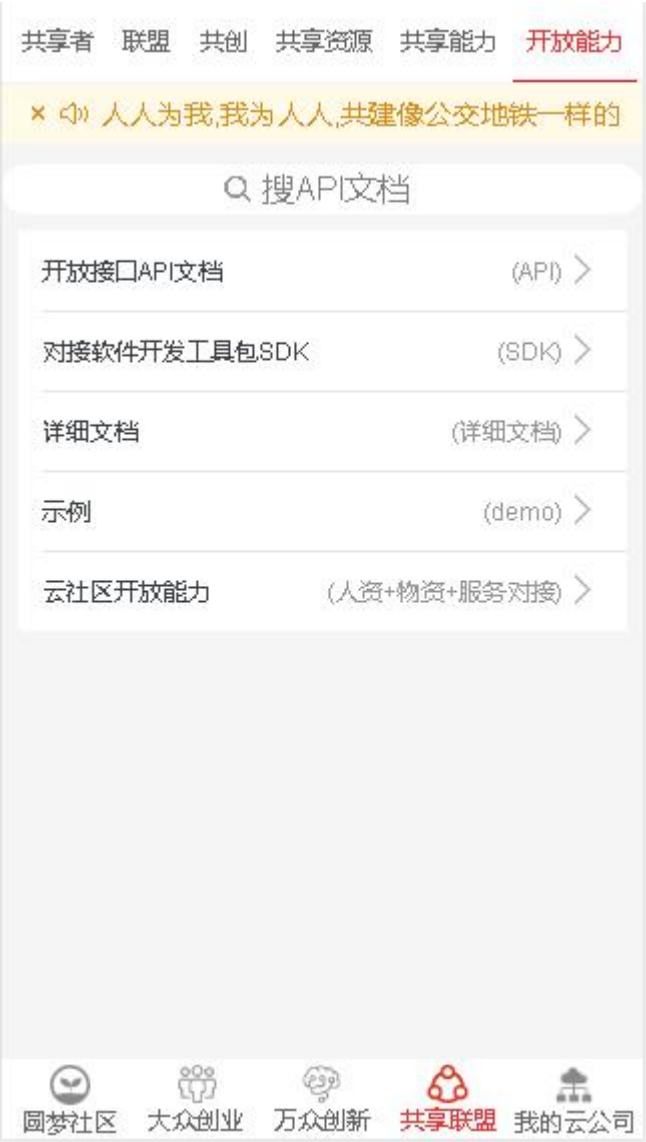 共享者 联盟 共创 共享资源 共享能力 开放能力
× 人人为我,我为人人,共建像公交地铁一样的
搜API文档
开放接口API文档 (API)
对接软件开发工具包SDK (SDK)
详细文档 (详细文档)
示例 (demo)
云社区开放能力 (人资+物资+服务对接)
圆梦社区 大众创业 万众创新 共享联盟 我的云公司